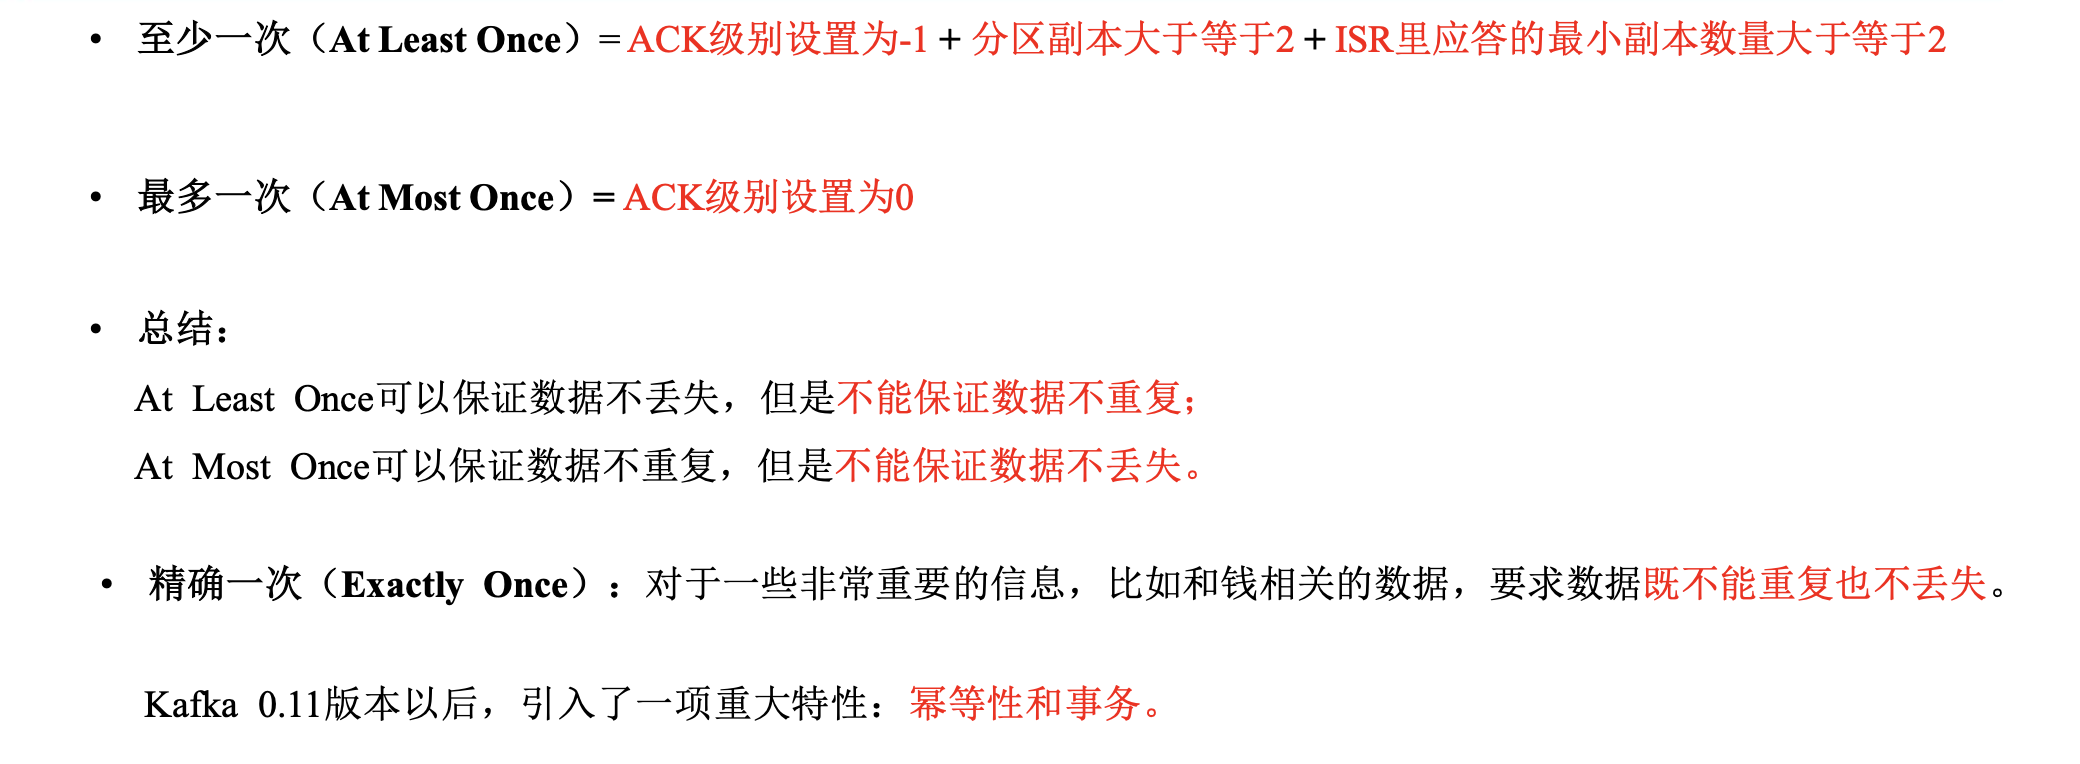 • 至少一次（At Least Once）= ACK级别设置为-1 + 分区副本大于等于2 + ISR里应答的最小副本数量大于等于2
• 最多一次（At Most Once）= ACK级别设置为0
• 总结：
At Least Once可以保证数据不丢失，但是不能保证数据不重复；
At Most Once可以保证数据不重复，但是不能保证数据不丢失。
• 精确一次（Exactly Once）：对于一些非常重要的信息，比如和钱相关的数据，要求数据既不能重复也不丢失。
Kafka 0.11版本以后，引入了一项重大特性：幂等性和事务。